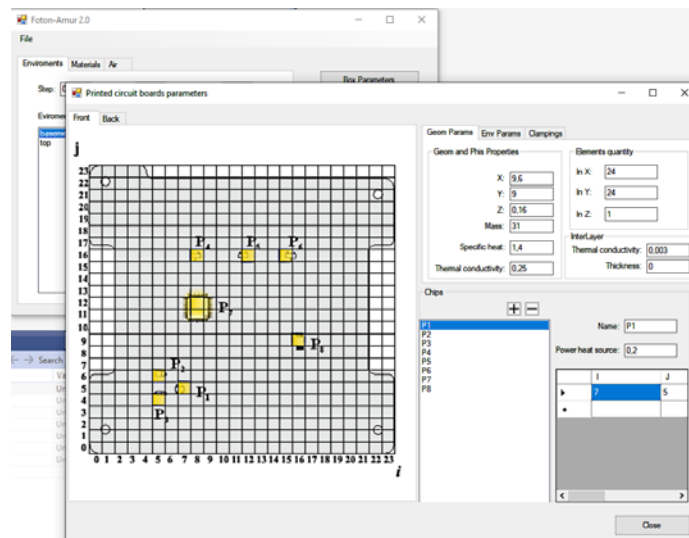 Foton-Amur 2.0
File
Enviroments Materials Air
Step:
Box Parameters
Printed circuit boards parameters
Front Back
j
23
22
21
20
19
18
17
16
15
14
13
12
11
10
9
8
7
6
5
4
3
2
1
0
P4 P5 P6
P7
P8
P2
P1
P3
0 1 2 3 4 5 6 7 8 9 10 11 12 13 14 15 16 17 18 19 20 21 22 23
i
Geom Params Env Params Clampings
Geom and Phis Properties
X: 9,6
Y: 9
Z: 0,16
Mass: 31
Specific heat: 1,4
Thermal conductivity: 0,25
Elements quantity
In X: 24
In Y: 24
In Z: 1
InterLayer
Thermal conductivity: 0,003
Thickness: 0
Chips
P1
P2
P3
P4
P5
P6
P7
P8
Name: P1
Power heat source: 0,2
I J
7 5
Close
top
Search